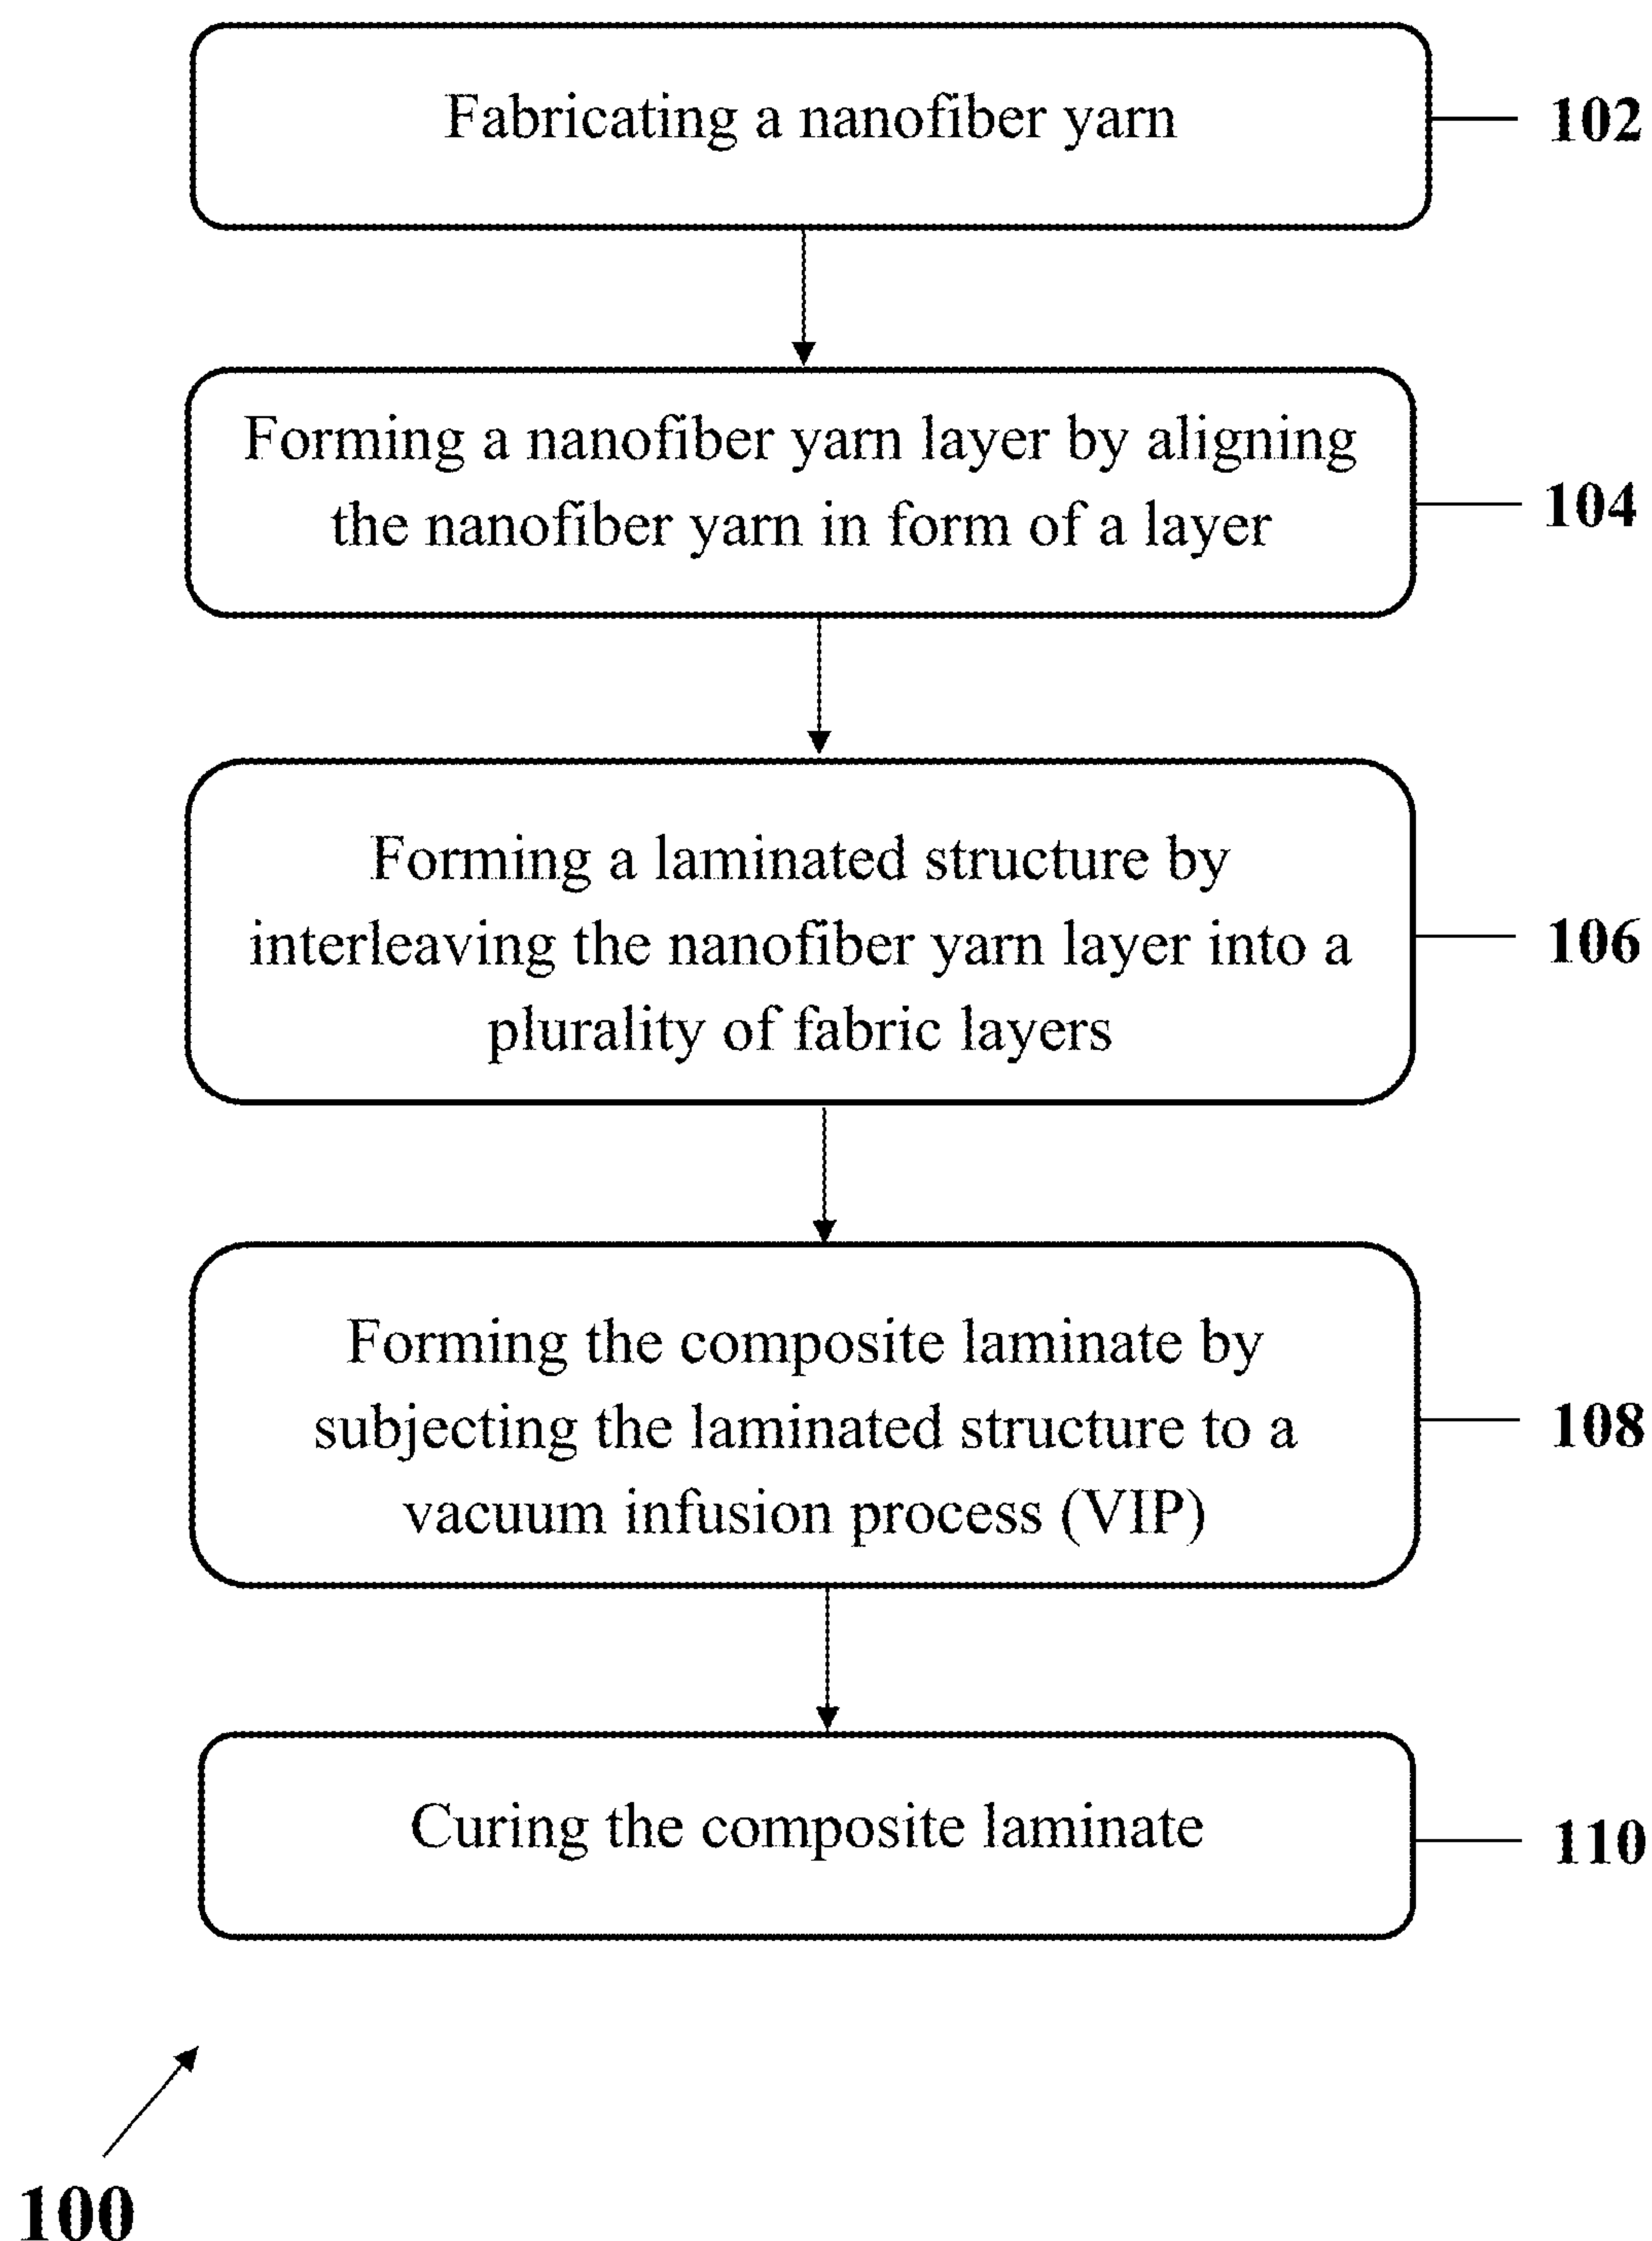 Fabricating a nanofiber yarn
102
Forming a nanofiber yarn layer by aligning
the nanofiber yarn in form of a layer
104
Forming a laminated structure by
interleaving the nanofiber yarn layer into a
plurality of fabric layers
106
Forming the composite laminate by
subjecting the laminated structure to a
vacuum infusion process (VIP)
108
Curing the composite laminate
110
100